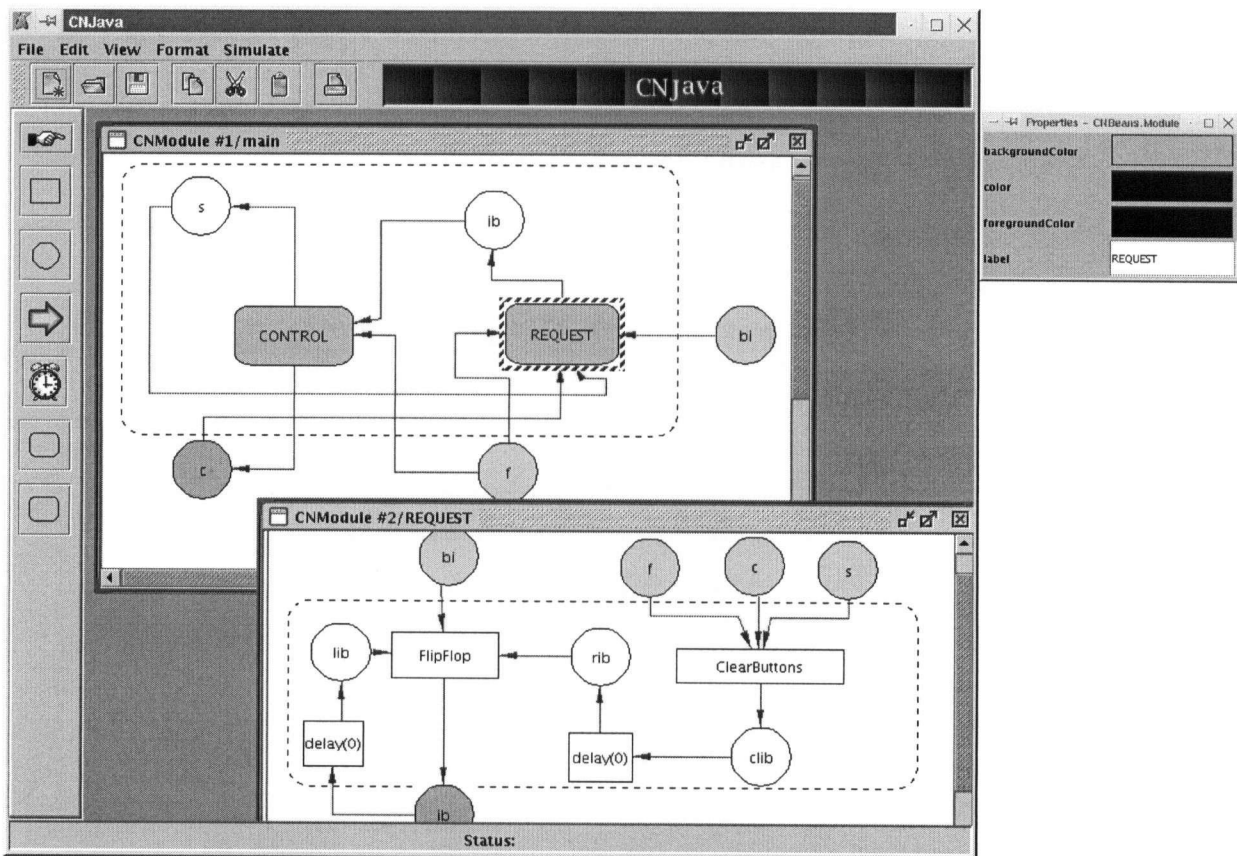 CNJava
File Edit View Format Simulate
CNJava
Properties - CNBeans.Module
backgroundColor
color
foregroundColor
label REQUEST
CNModule #1/main
s
ib
CONTROL
REQUEST
bi
c
f
CNModule #2/REQUEST
bi
f
c
s
lib
FlipFlop
rib
ClearButtons
delay(0)
delay(0)
clib
ib
Status: